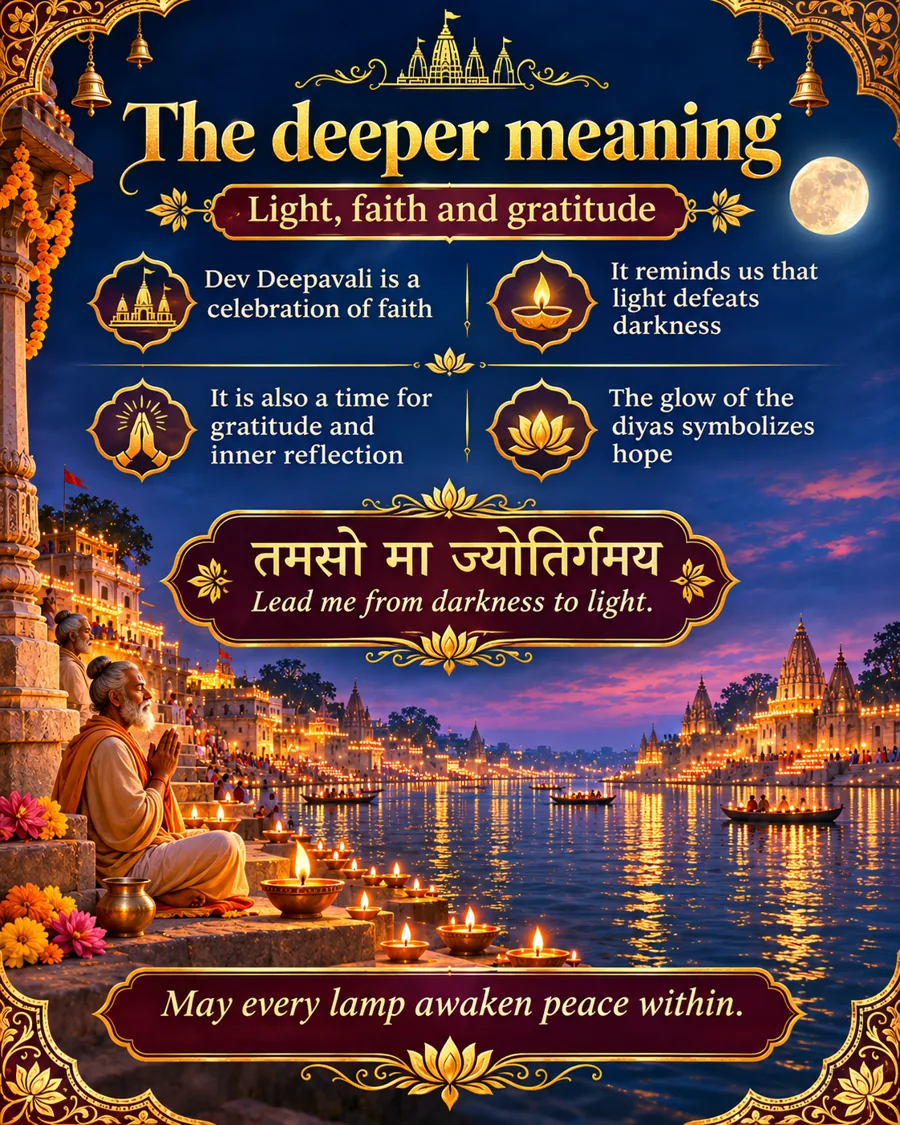 The deeper meaning
Light, faith and gratitude
Dev Deepavali is a
celebration of faith
It reminds us that
light defeats
darkness
It is also a time for
gratitude and
inner reflection
The glow of the
diyas symbolizes
hope
तमसो मा ज्योतिर्गमय
Lead me from darkness to light.
May every lamp awaken peace within.